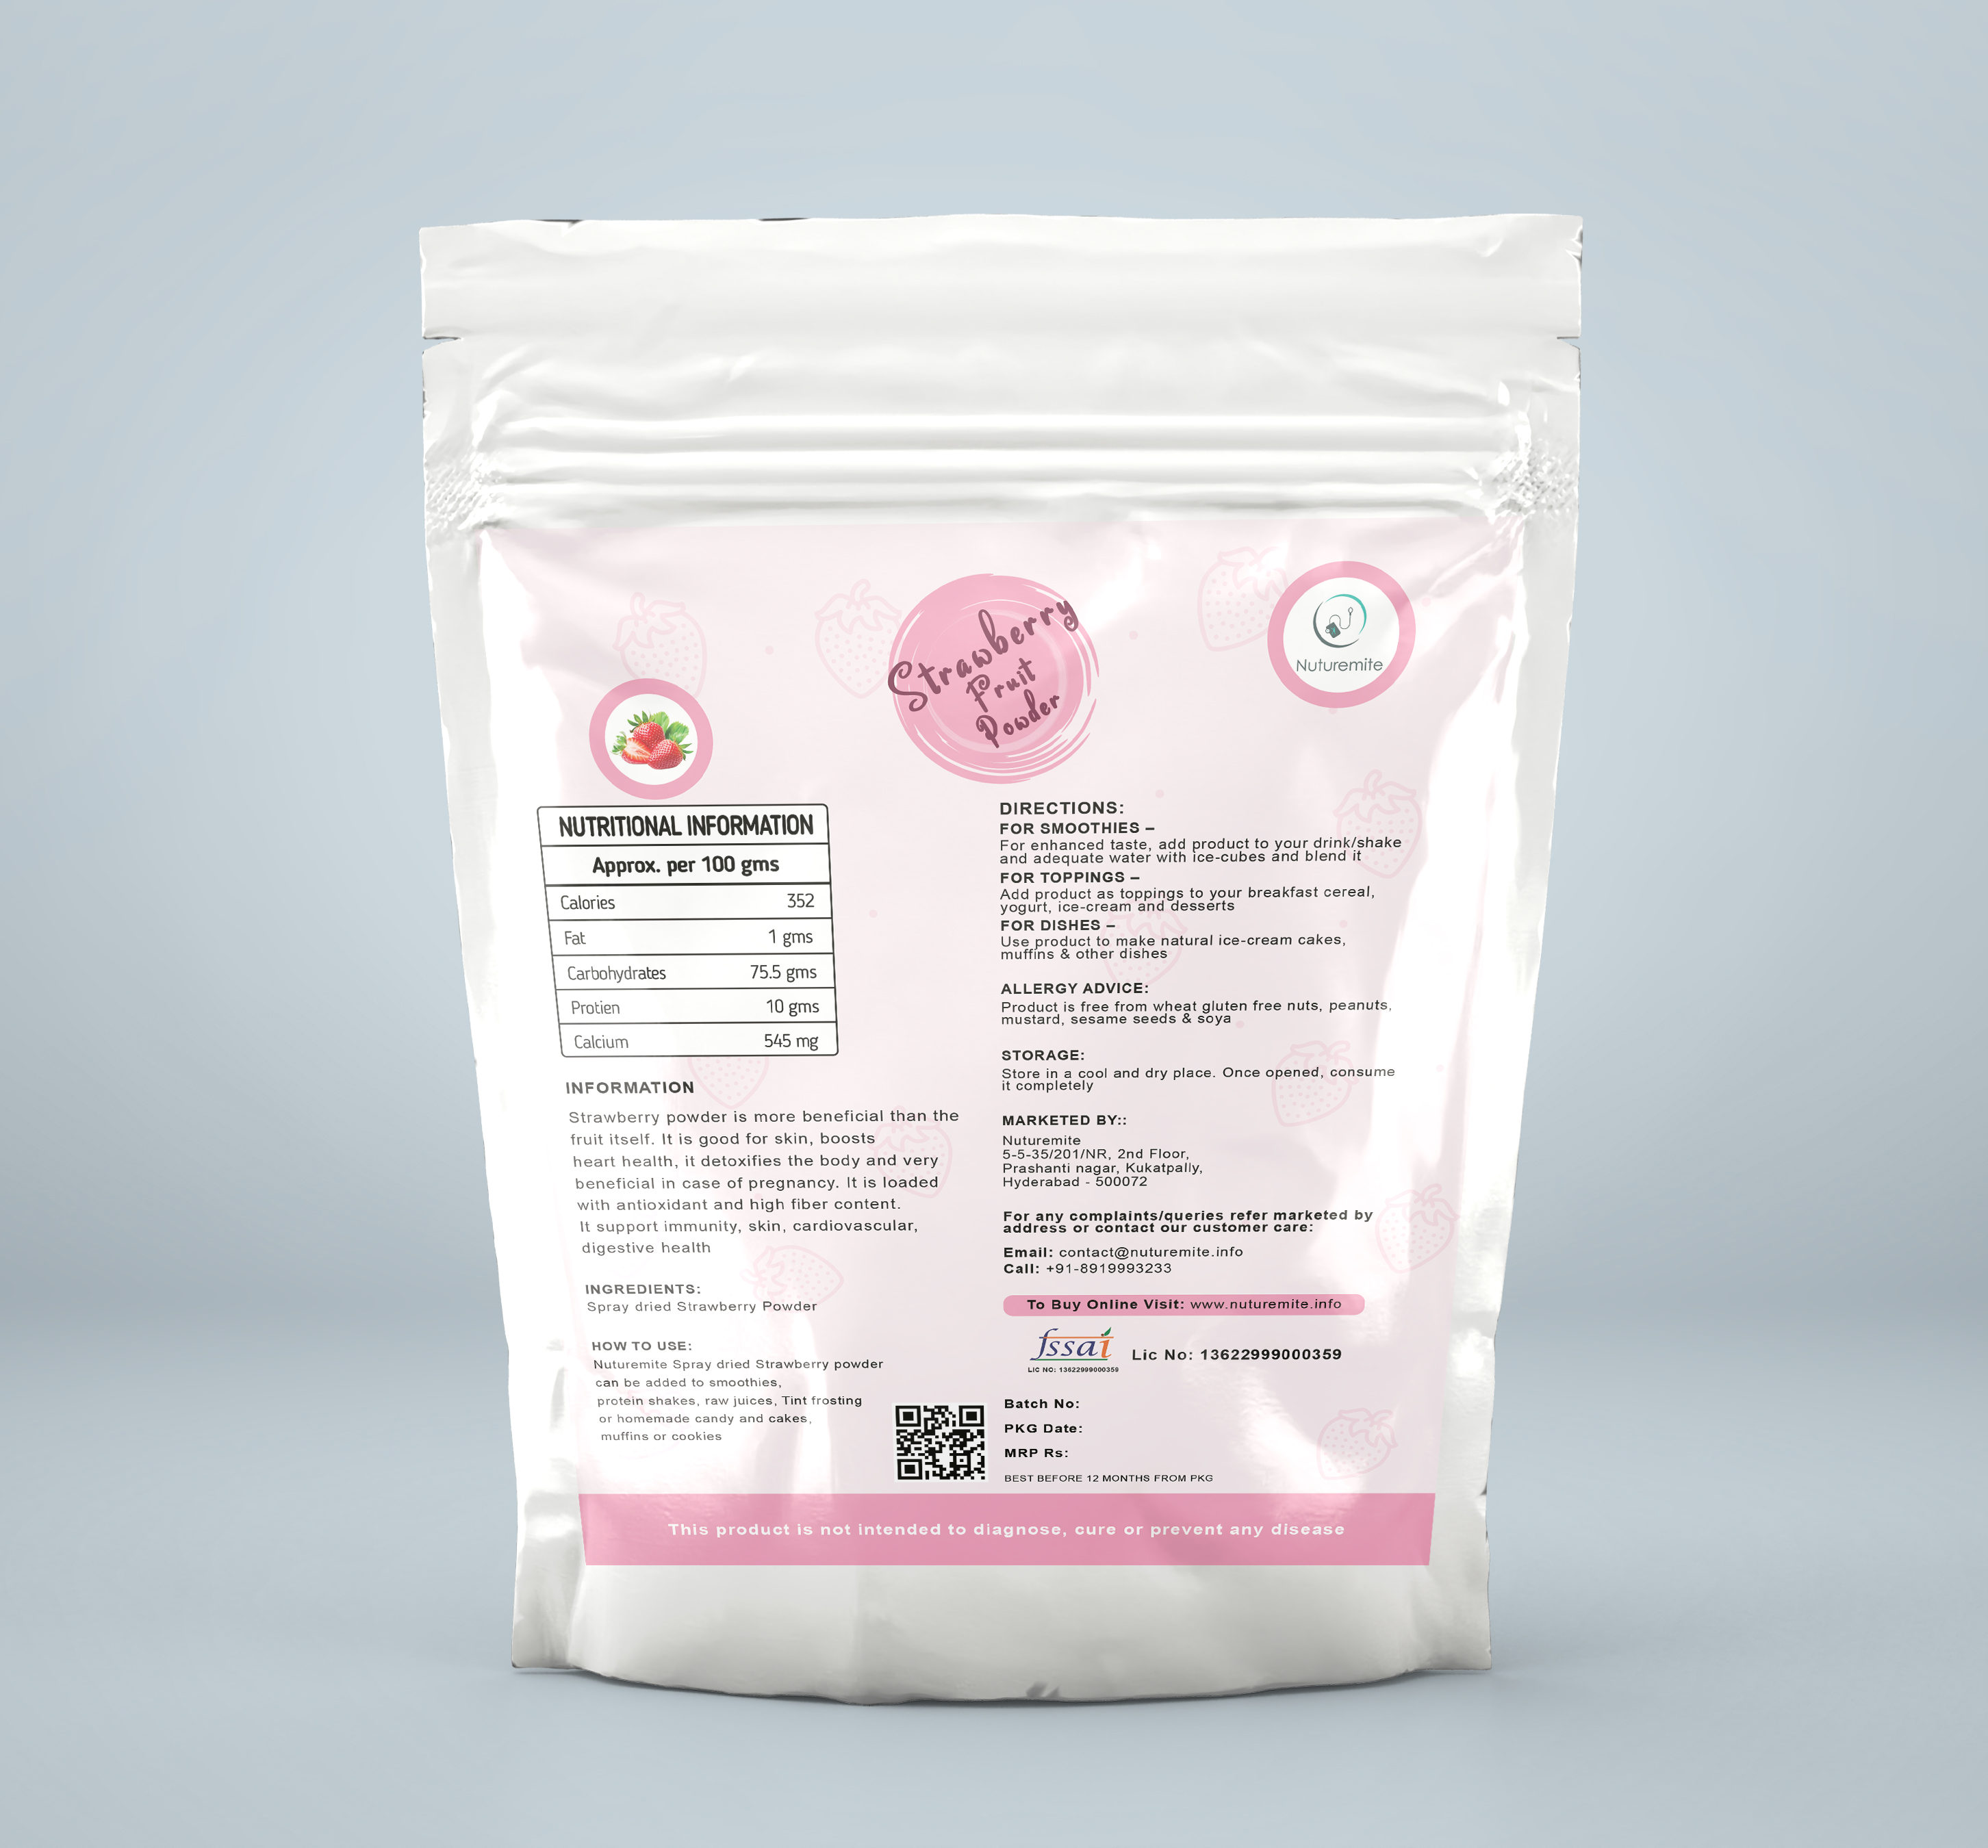 Strawberry
Fruit
Powder
Nuturemite
NUTRITIONAL INFORMATION
Approx. per 100 gms
Calories 352
Fat 1 gms
Carbohydrates 75.5 gms
Protien 10 gms
Calcium 545 mg
INFORMATION
Strawberry powder is more beneficial than the
fruit itself. It is good for skin, boosts
heart health, it detoxifies the body and very
beneficial in case of pregnancy. It is loaded
with antioxidant and high fiber content.
It support immunity, skin, cardiovascular,
digestive health
INGREDIENTS:
Spray dried Strawberry Powder
HOW TO USE:
Nuturemite Spray dried Strawberry powder
can be added to smoothies,
protein shakes, raw juices, Tint frosting
or homemade candy and cakes,
muffins or cookies
DIRECTIONS:
FOR SMOOTHIES –
For enhanced taste, add product to your drink/shake
and adequate water with ice-cubes and blend it
FOR TOPPINGS –
Add product as toppings to your breakfast cereal,
yogurt, ice-cream and desserts
FOR DISHES –
Use product to make natural ice-cream cakes,
muffins & other dishes
ALLERGY ADVICE:
Product is free from wheat gluten free nuts, peanuts,
mustard, sesame seeds & soya
STORAGE:
Store in a cool and dry place. Once opened, consume
it completely
MARKETED BY::
Nuturemite
5-5-35/201/NR, 2nd Floor,
Prashanti nagar, Kukatpally,
Hyderabad - 500072
For any complaints/queries refer marketed by
address or contact our customer care:
Email: contact@nuturemite.info
Call: +91-8919993233
To Buy Online Visit: www.nuturemite.info
fssai
LIC NO: 13622999000359
Lic No: 13622999000359
Batch No:
PKG Date:
MRP Rs:
BEST BEFORE 12 MONTHS FROM PKG
This product is not intended to diagnose, cure or prevent any disease